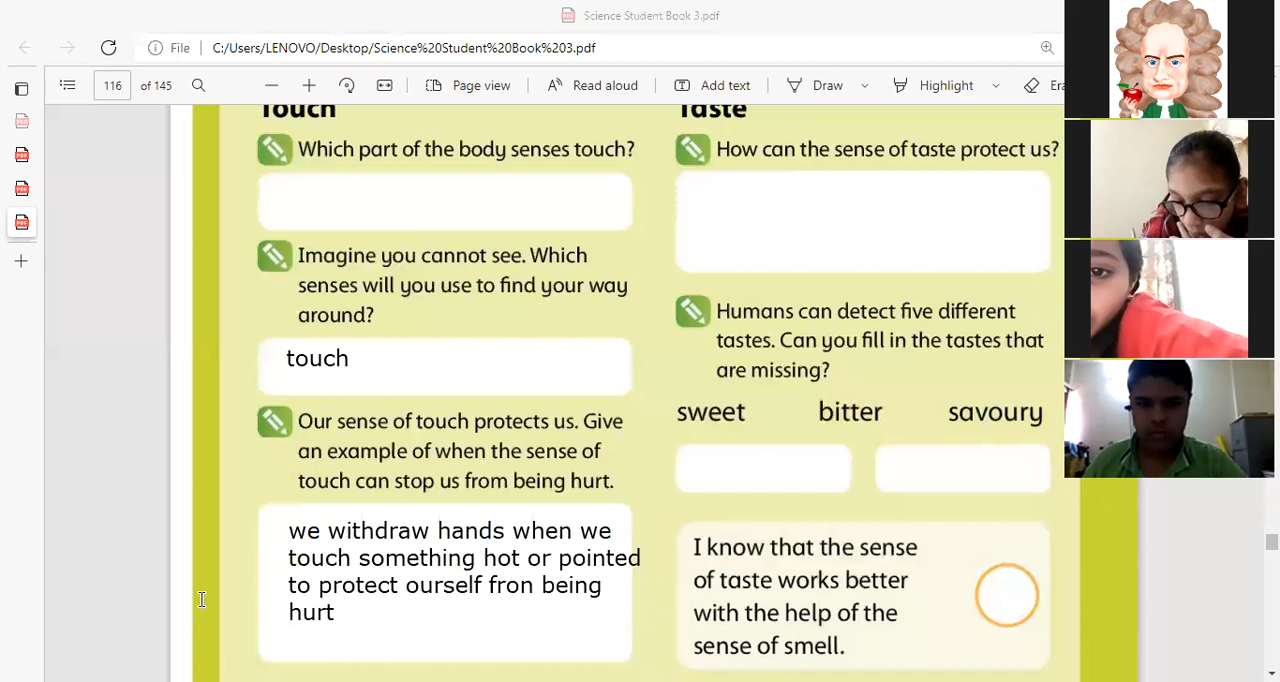 Science Student Book 3.pdf
File
C:/Users/LENOVO/Desktop/Science%20Student%20Book%203.pdf
116 of 145
Page view
Read aloud
Add text
Draw
Highlight
Era
Touch
Which part of the body senses touch?
Imagine you cannot see. Which
senses will you use to find your way
around?
touch
Our sense of touch protects us. Give
an example of when the sense of
touch can stop us from being hurt.
we withdraw hands when we
touch something hot or pointed
to protect ourself fron being
hurt
Taste
How can the sense of taste protect us?
Humans can detect five different
tastes. Can you fill in the tastes that
are missing?
sweet bitter savoury
I know that the sense
of taste works better
with the help of the
sense of smell.